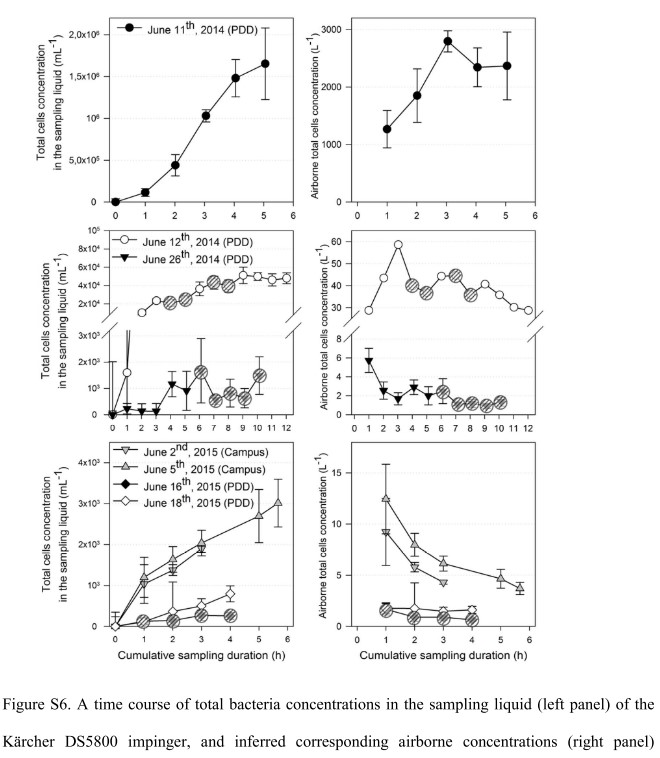 Total cells concentration
in the sampling liquid (mL⁻¹)
2,0x10⁶
1,5x10⁶
10⁶
5,0x10⁵
0
June 11th, 2014 (PDD)
0 1 2 3 4 5 6
Airborne total cells concentration (L⁻¹)
3000
2000
1000
0
0 1 2 3 4 5 6
Total cells concentration
in the sampling liquid (mL⁻¹)
10⁵
8x10⁴
6x10⁴
4x10⁴
2x10⁴
3x10³
2x10³
10³
0
June 12th, 2014 (PDD)
June 26th, 2014 (PDD)
0 1 2 3 4 5 6 7 8 9 10 11 12
Airborne total cells concentration (L⁻¹)
60
50
40
30
8
6
4
2
0
0 1 2 3 4 5 6 7 8 9 10 11 12
Total cells concentration
in the sampling liquid (mL⁻¹)
4x10³
3x10³
2x10³
10³
0
June 2nd, 2015 (Campus)
June 5th, 2015 (Campus)
June 16th, 2015 (PDD)
June 18th, 2015 (PDD)
0 1 2 3 4 5 6
Cumulative sampling duration (h)
Airborne total cells concentration (L⁻¹)
15
10
5
0
0 1 2 3 4 5 6
Cumulative sampling duration (h)
Figure S6. A time course of total bacteria concentrations in the sampling liquid (left panel) of the
Kärcher DS5800 impinger, and inferred corresponding airborne concentrations (right panel)